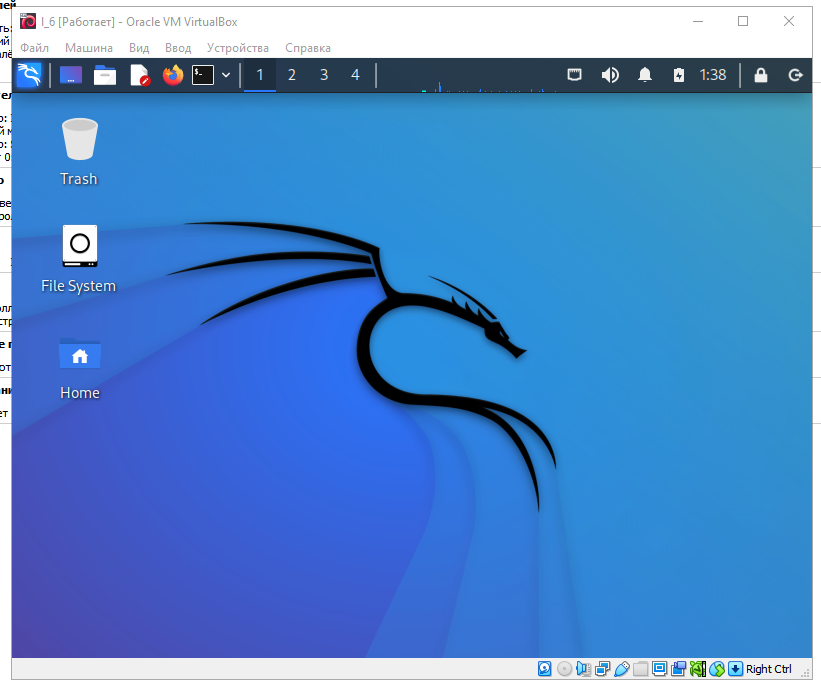 l_6 [Работает] - Oracle VM VirtualBox
Файл Машина Вид Ввод Устройства Справка
1 2 3 4 1:38
Trash
File System
Home
Right Ctrl